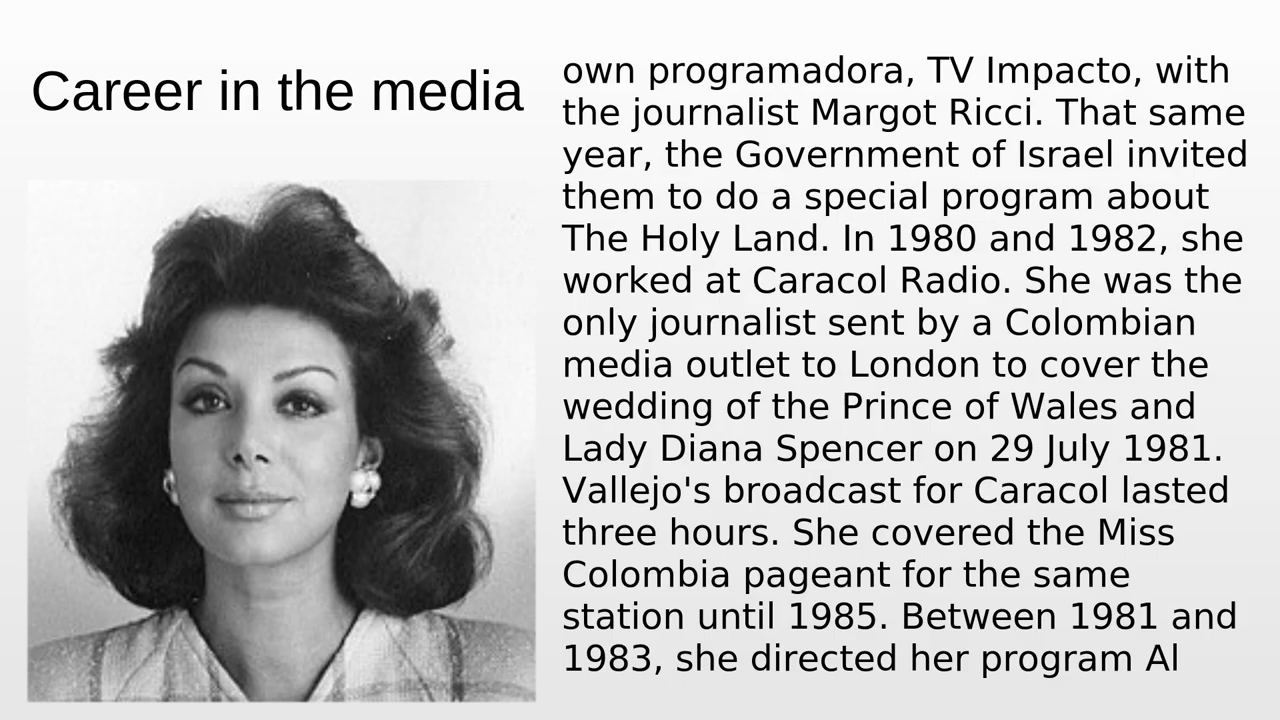 Career in the media
own programadora, TV Impacto, with
the journalist Margot Ricci. That same
year, the Government of Israel invited
them to do a special program about
The Holy Land. In 1980 and 1982, she
worked at Caracol Radio. She was the
only journalist sent by a Colombian
media outlet to London to cover the
wedding of the Prince of Wales and
Lady Diana Spencer on 29 July 1981.
Vallejo's broadcast for Caracol lasted
three hours. She covered the Miss
Colombia pageant for the same
station until 1985. Between 1981 and
1983, she directed her program Al